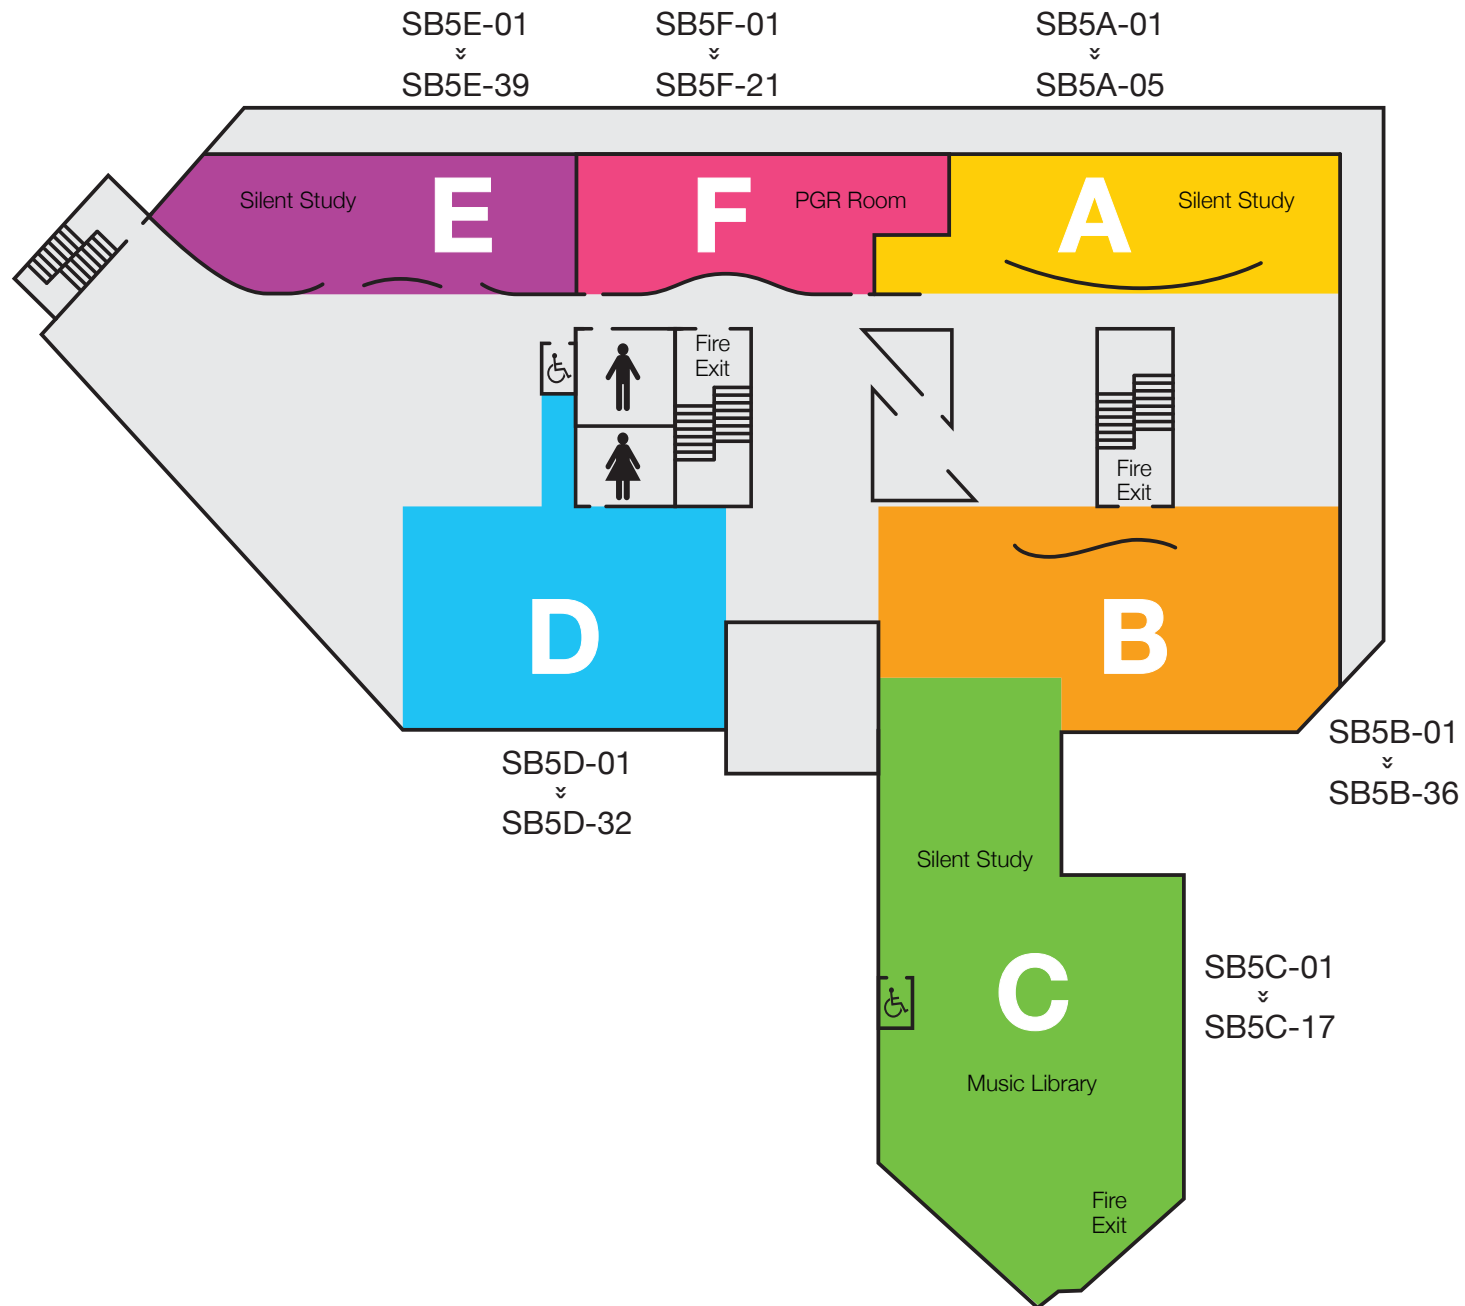 SB5E-01
SB5E-39
SB5F-01
SB5F-21
SB5A-01
SB5A-05
Silent Study
E
F
PGR Room
A
Silent Study
Fire
Exit
Fire
Exit
D
B
SB5D-01
SB5D-32
SB5B-01
SB5B-36
Silent Study
C
SB5C-01
SB5C-17
Music Library
Fire
Exit